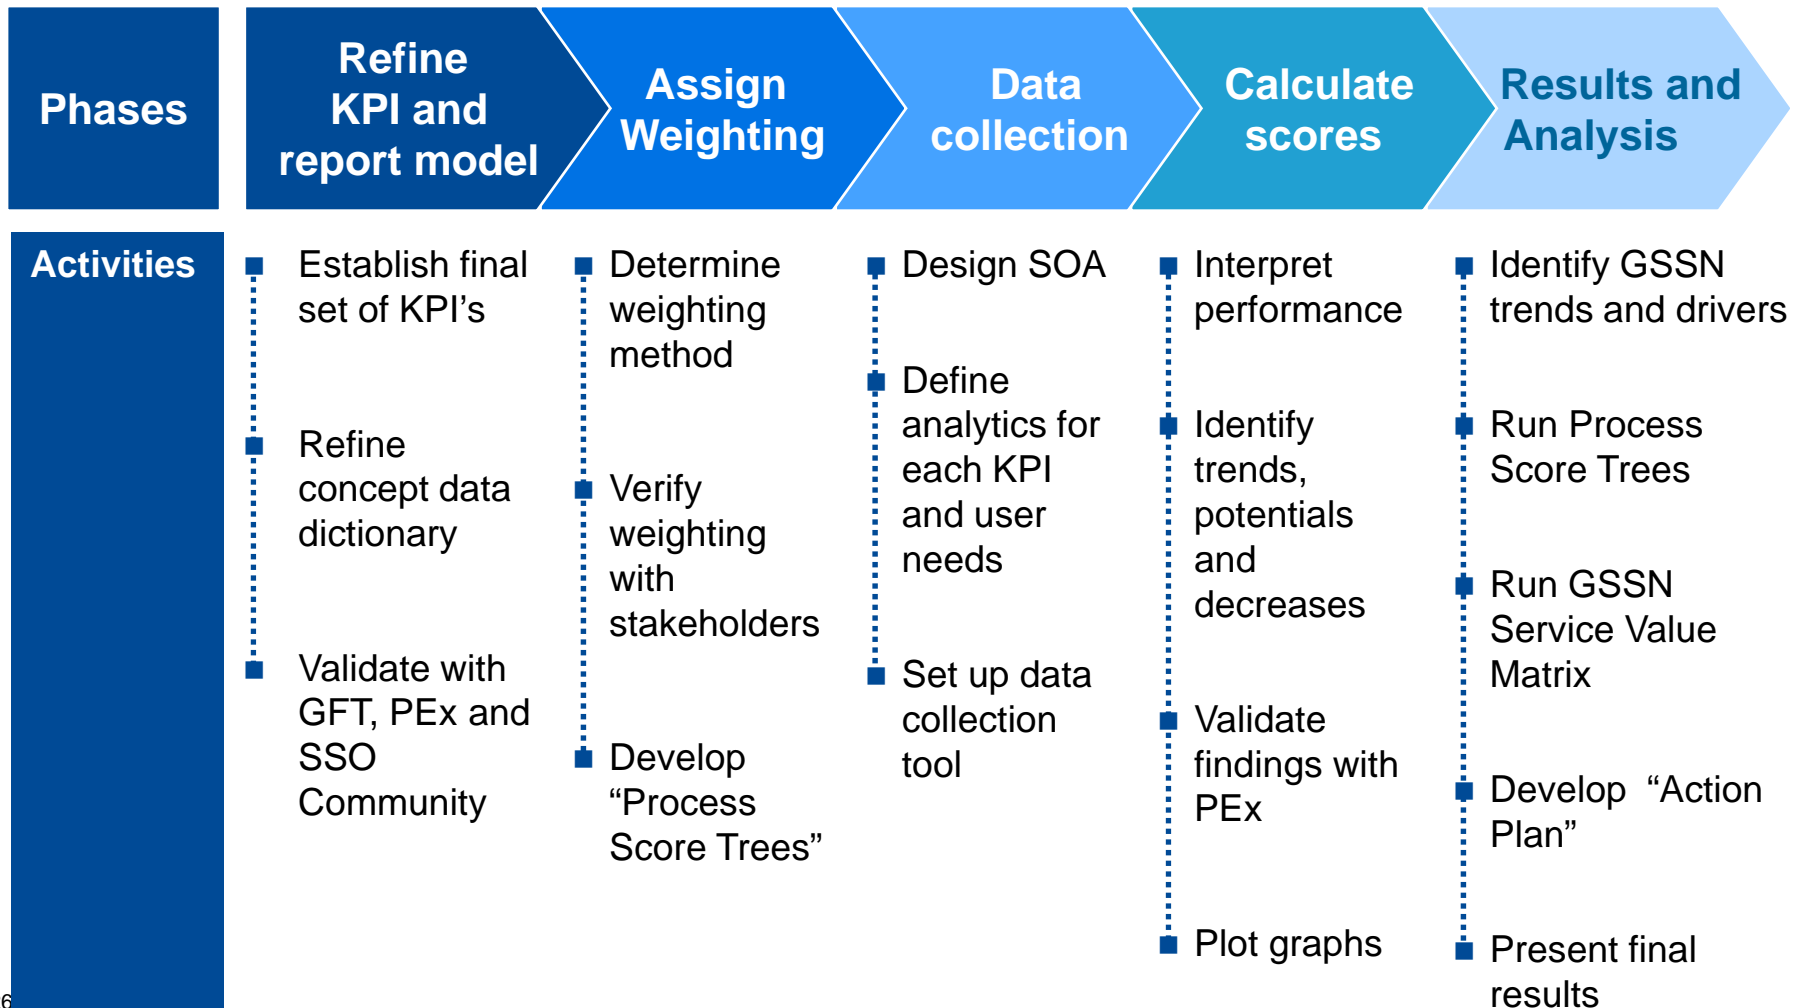 Phases
Refine
KPI and
report model
Assign
Weighting
Data
collection
Calculate
scores
Results and
Analysis
Activities
Establish final
set of KPI’s
Refine
concept data
dictionary
Validate with
GFT, PEx and
SSO
Community
Determine
weighting
method
Verify
weighting
with
stakeholders
Develop
“Process
Score Trees”
Design SOA
Define
analytics for
each KPI
and user
needs
Set up data
collection
tool
Interpret
performance
Identify
trends,
potentials
and
decreases
Validate
findings with
PEx
Plot graphs
Identify GSSN
trends and drivers
Run Process
Score Trees
Run GSSN
Service Value
Matrix
Develop “Action
Plan”
Present final
results
6